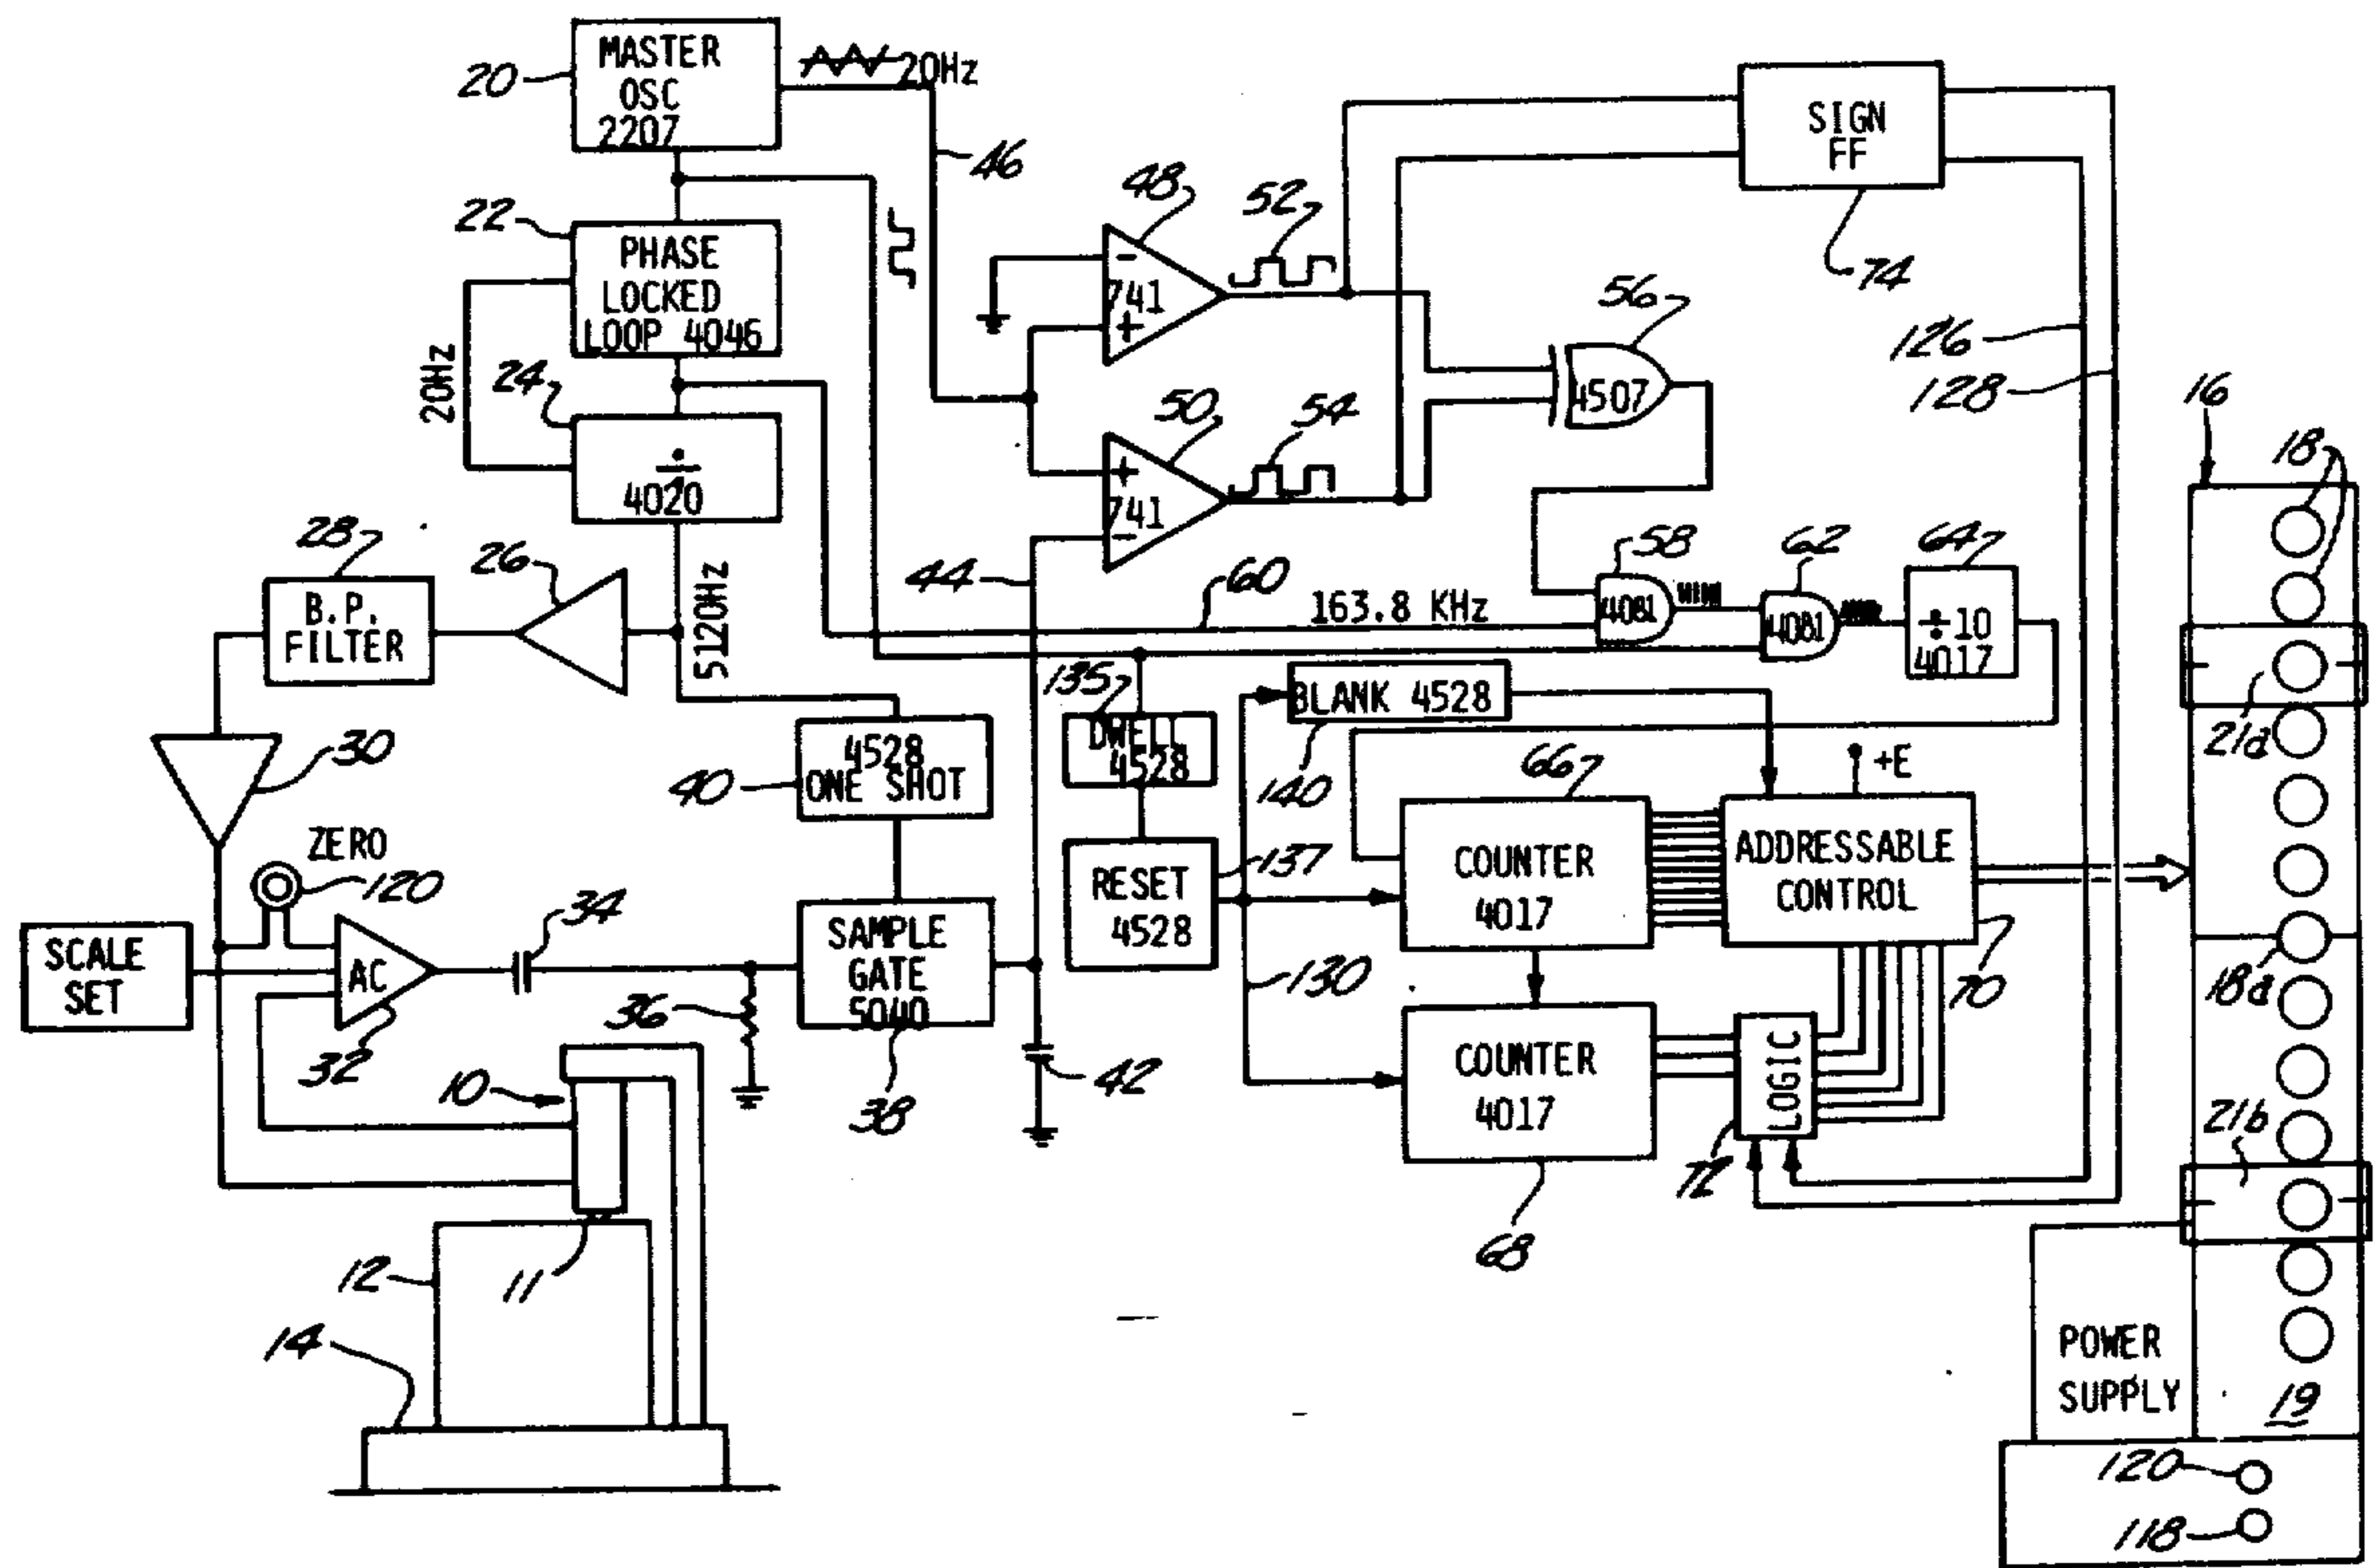 MASTER
OSC
2207
20
20Hz
46
22
PHASE
LOCKED
LOOP 4046
20Hz
24
÷
4020
28
B.P.
FILTER
26
5120Hz
30
ZERO
120
SCALE
SET
AC
32
34
36
40
4528
ONE SHOT
SAMPLE
GATE
5040
38
42
44
10
11
12
14
48
-
741
+
52
50
+
741
-
54
56
4507
SIGN
FF
74
126
128
58
4081
60
163.8 KHz
62
4081
64
÷10
4017
135
DWELL
4528
BLANK 4528
140
RESET
4528
137
130
66
COUNTER
4017
+E
ADDRESSABLE
CONTROL
70
COUNTER
4017
68
LOGIC
72
16
18
21a
18a
21b
POWER
SUPPLY
19
120
118